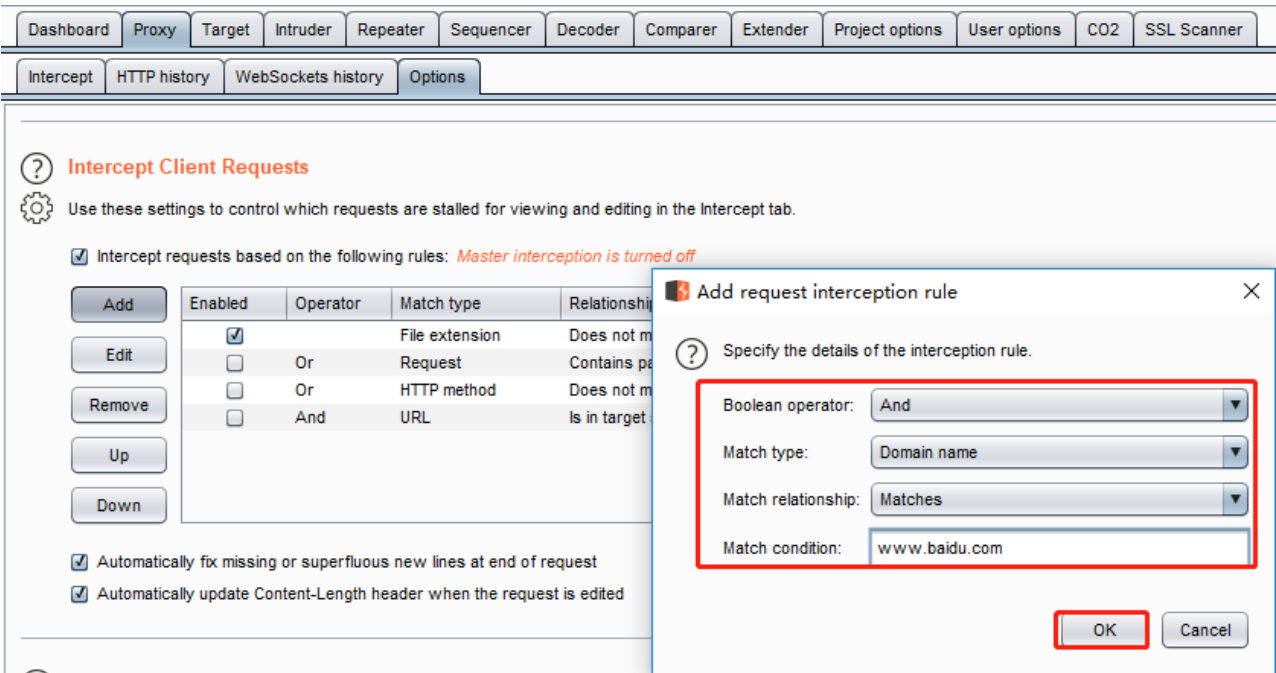 Dashboard Proxy Target Intruder Repeater Sequencer Decoder Comparer Extender Project options User options CO2 SSL Scanner
Intercept HTTP history WebSockets history Options
Intercept Client Requests
Use these settings to control which requests are stalled for viewing and editing in the Intercept tab.
Intercept requests based on the following rules: Master interception is turned off
Add
Edit
Remove
Up
Down
Enabled Operator Match type Relationship
File extension Does not m
Or Request Contains pa
Or HTTP method Does not m
And URL Is in target
Automatically fix missing or superfluous new lines at end of request
Automatically update Content-Length header when the request is edited
Add request interception rule
Specify the details of the interception rule.
Boolean operator: And
Match type: Domain name
Match relationship: Matches
Match condition: www.baidu.com
OK Cancel